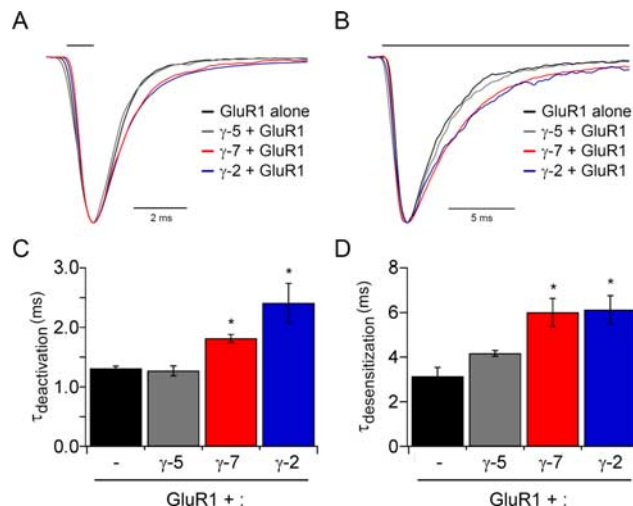 A
GluR1 alone
γ-5 + GluR1
γ-7 + GluR1
γ-2 + GluR1
2 ms
B
GluR1 alone
γ-5 + GluR1
γ-7 + GluR1
γ-2 + GluR1
5 ms
C
τdeactivation (ms)
3.0
2.0
1.0
0.0
*
*
- γ-5 γ-7 γ-2
GluR1 + :
D
τdesensitization (ms)
8
6
4
2
0
* *
- γ-5 γ-7 γ-2
GluR1 + :